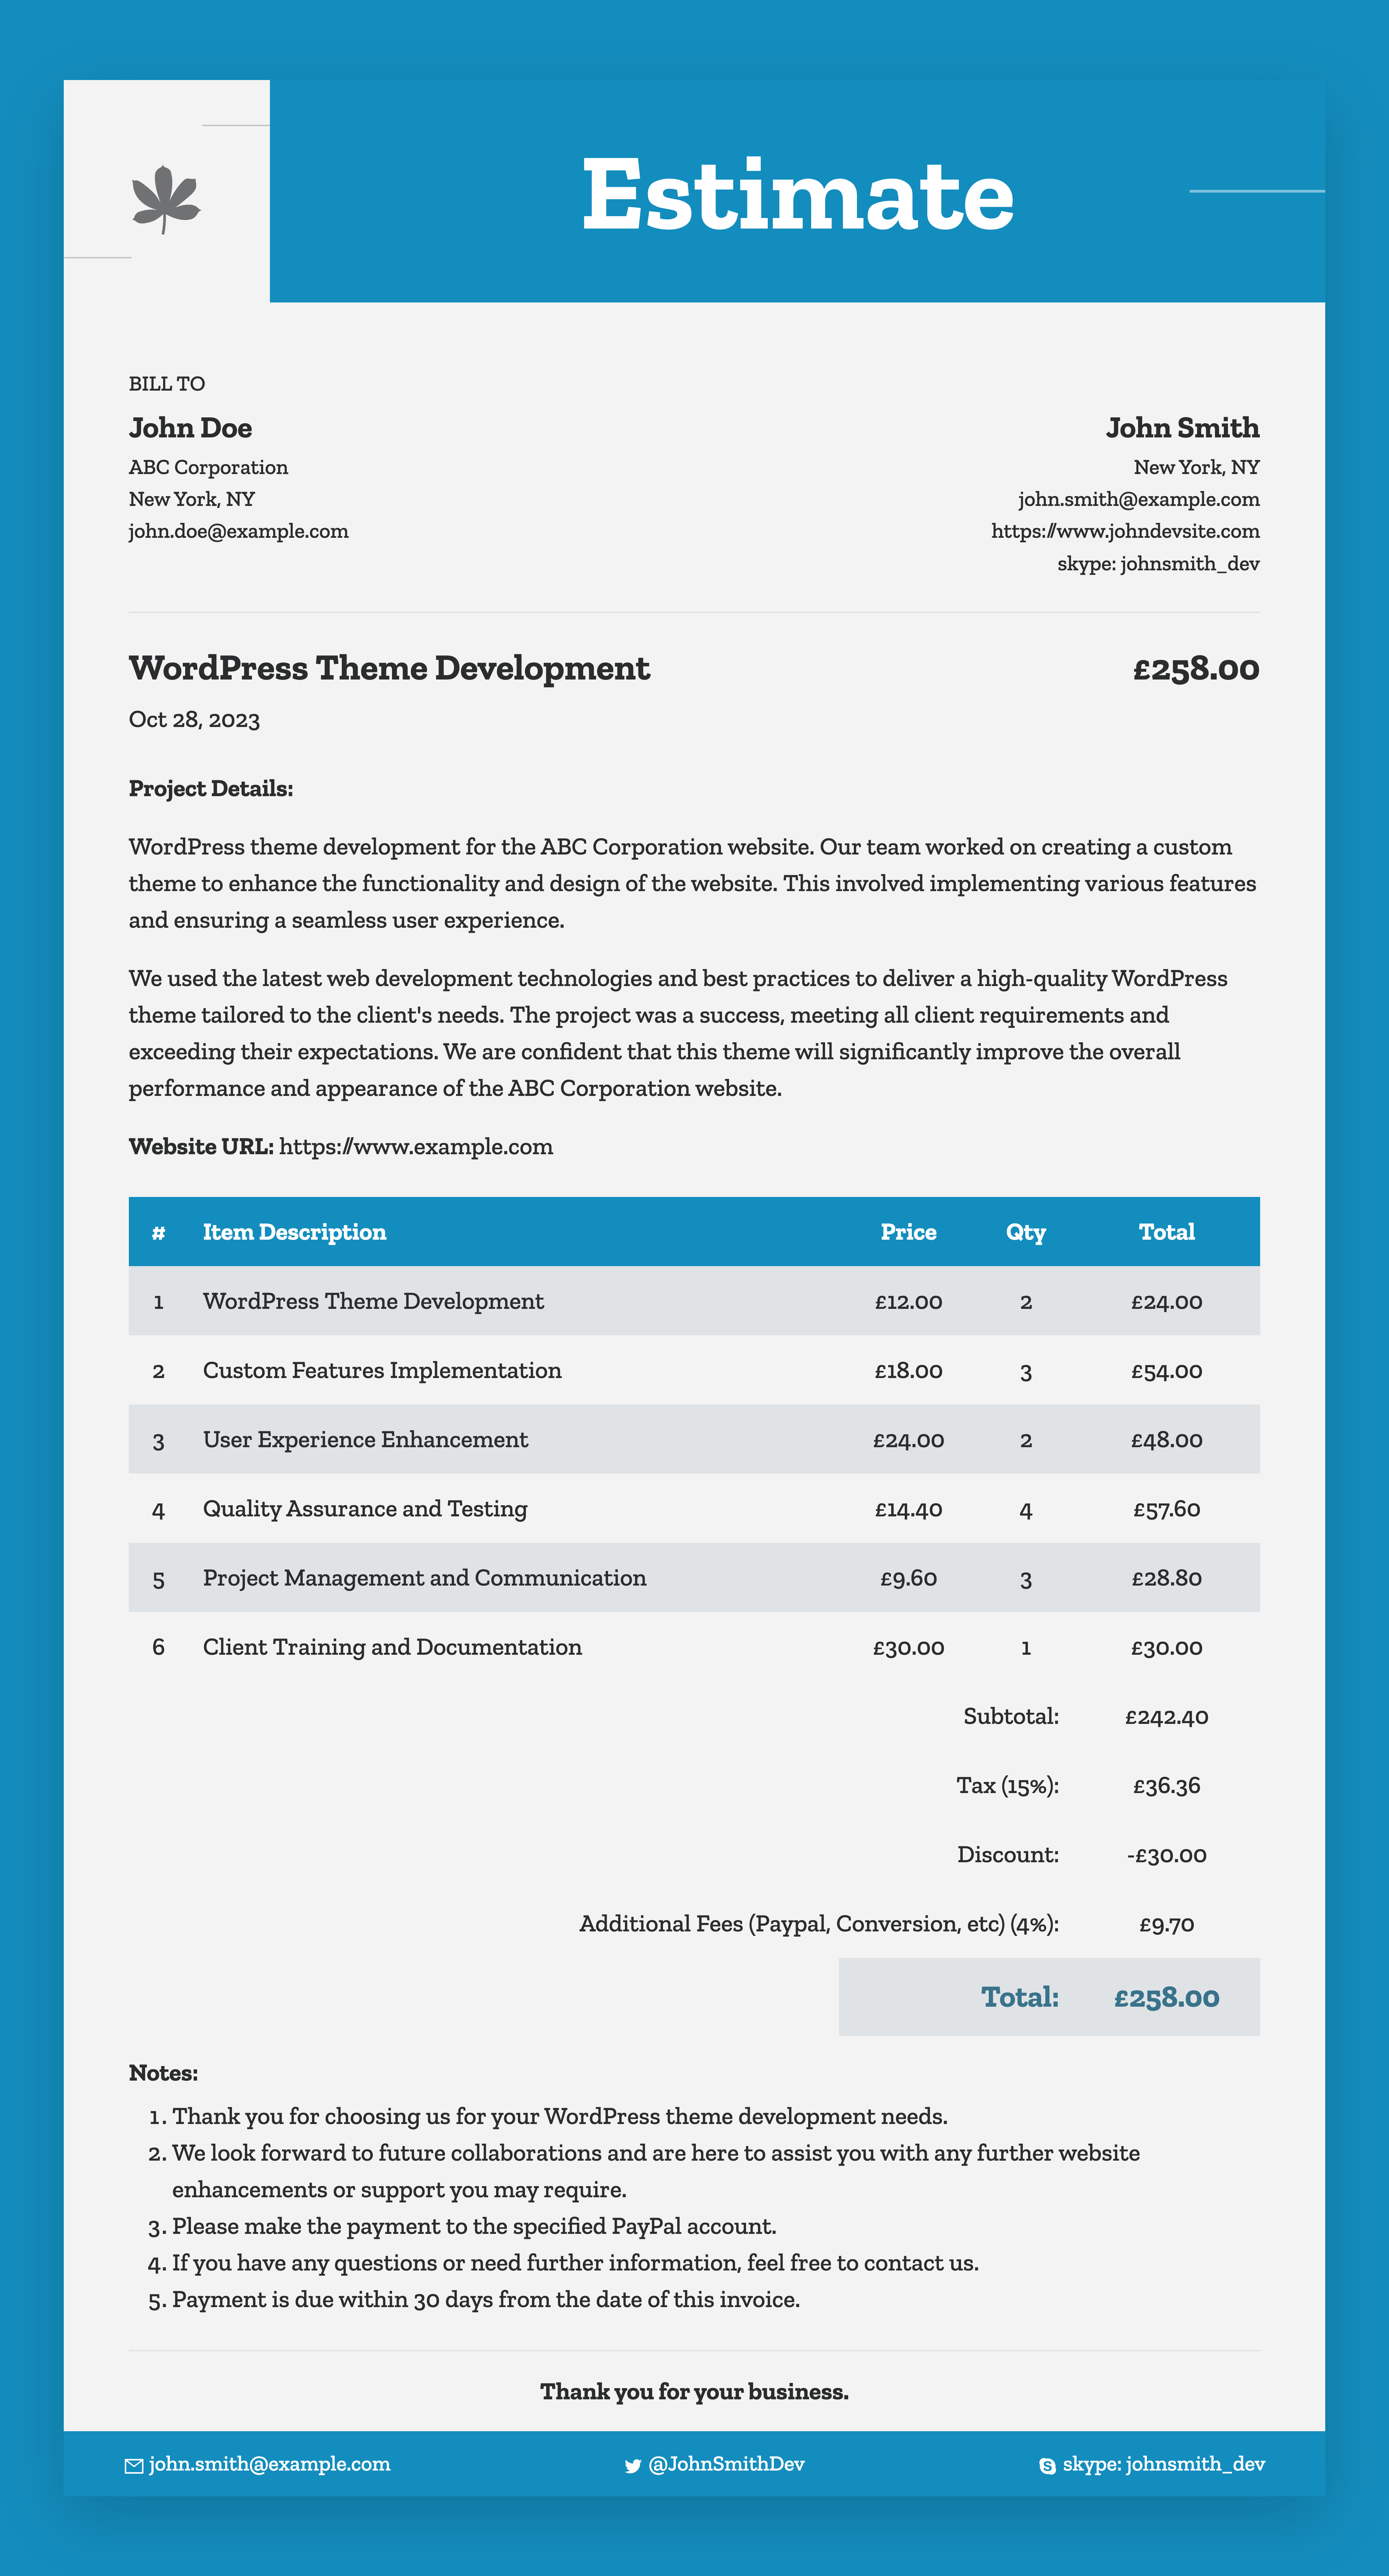 Estimate
BILL TO
John Doe
ABC Corporation
New York, NY
john.doe@example.com
John Smith
New York, NY
john.smith@example.com
https://www.johndevsite.com
skype: johnsmith_dev
WordPress Theme Development £258.00
Oct 28, 2023
Project Details:
WordPress theme development for the ABC Corporation website. Our team worked on creating a custom
theme to enhance the functionality and design of the website. This involved implementing various features
and ensuring a seamless user experience.
We used the latest web development technologies and best practices to deliver a high-quality WordPress
theme tailored to the client's needs. The project was a success, meeting all client requirements and
exceeding their expectations. We are confident that this theme will significantly improve the overall
performance and appearance of the ABC Corporation website.
Website URL: https://www.example.com
# Item Description Price Qty Total
1 WordPress Theme Development £12.00 2 £24.00
2 Custom Features Implementation £18.00 3 £54.00
3 User Experience Enhancement £24.00 2 £48.00
4 Quality Assurance and Testing £14.40 4 £57.60
5 Project Management and Communication £9.60 3 £28.80
6 Client Training and Documentation £30.00 1 £30.00
Subtotal: £242.40
Tax (15%): £36.36
Discount: -£30.00
Additional Fees (Paypal, Conversion, etc) (4%): £9.70
Total: £258.00
Notes:
1. Thank you for choosing us for your WordPress theme development needs.
2. We look forward to future collaborations and are here to assist you with any further website
enhancements or support you may require.
3. Please make the payment to the specified PayPal account.
4. If you have any questions or need further information, feel free to contact us.
5. Payment is due within 30 days from the date of this invoice.
Thank you for your business.
john.smith@example.com @JohnSmithDev skype: johnsmith_dev